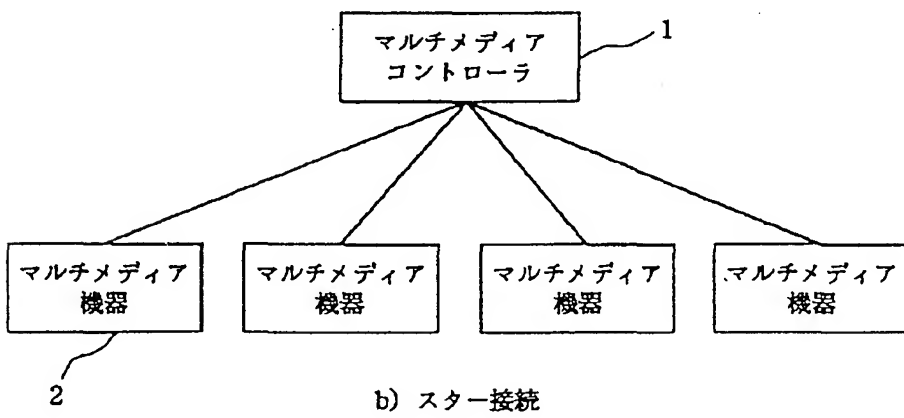 マルチメディア
コントローラ
1
マルチメディア
機器
マルチメディア
機器
マルチメディア
機器
マルチメディア
機器
2
b) スター接続